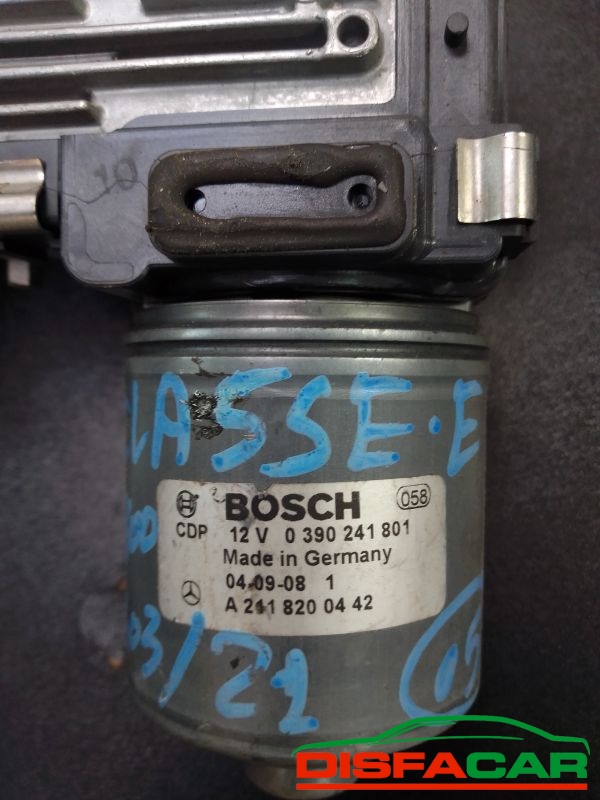 10
CLASSE.E
BOSCH 058
CDP 12 V 0 390 241 801
Made in Germany
04-09-08 1
A 211 820 04 42
03/21
DISFACAR